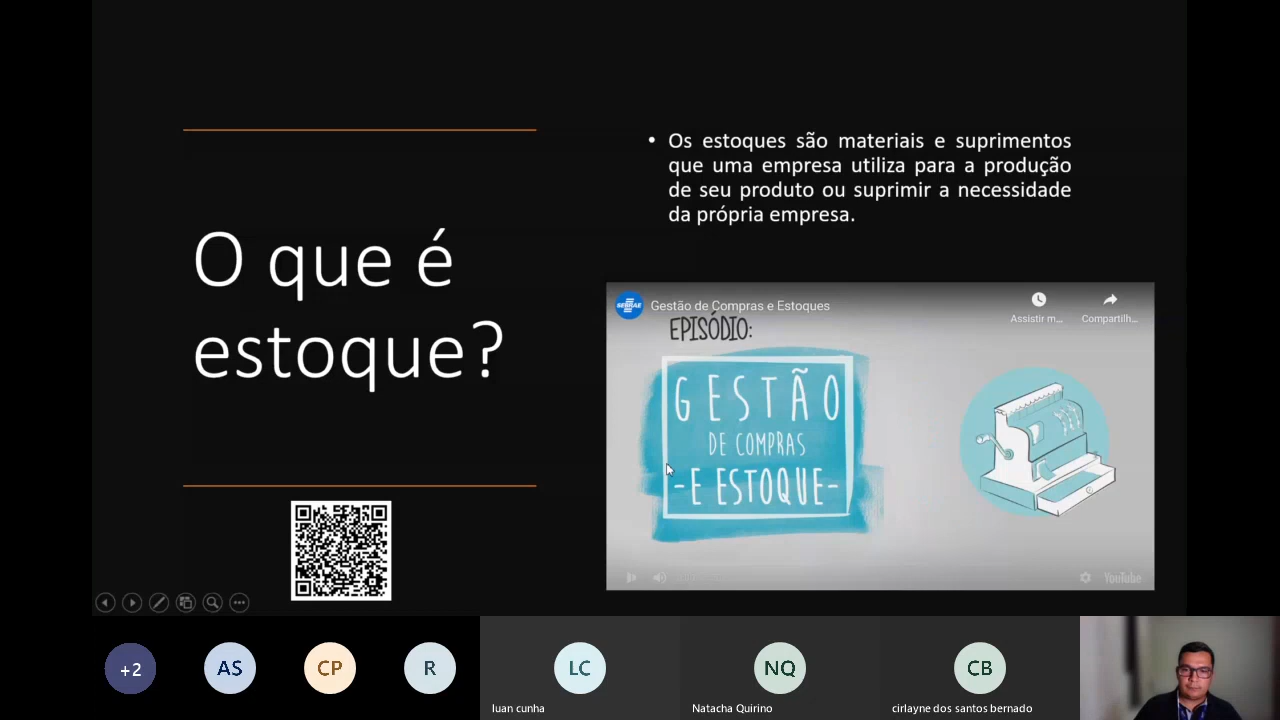 O que é
estoque?
• Os estoques são materiais e suprimentos
que uma empresa utiliza para a produção
de seu produto ou suprimir a necessidade
da própria empresa.
SEBRAE
Gestão de Compras e Estoques
Assistir m...
Compartilh...
EPISÓDIO:
GESTÃO
DE COMPRAS
-E ESTOQUE-
YouTube
+2
AS
CP
R
LC
NQ
CB
luan cunha
Natacha Quirino
cirlayne dos santos bernado